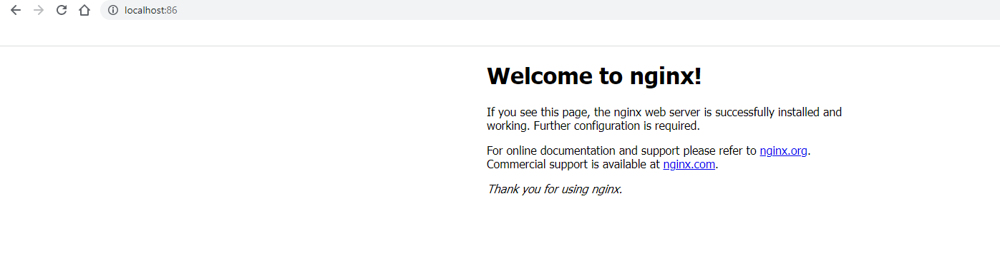 localhost:86
Welcome to nginx!
If you see this page, the nginx web server is successfully installed and
working. Further configuration is required.
For online documentation and support please refer to nginx.org.
Commercial support is available at nginx.com.
Thank you for using nginx.